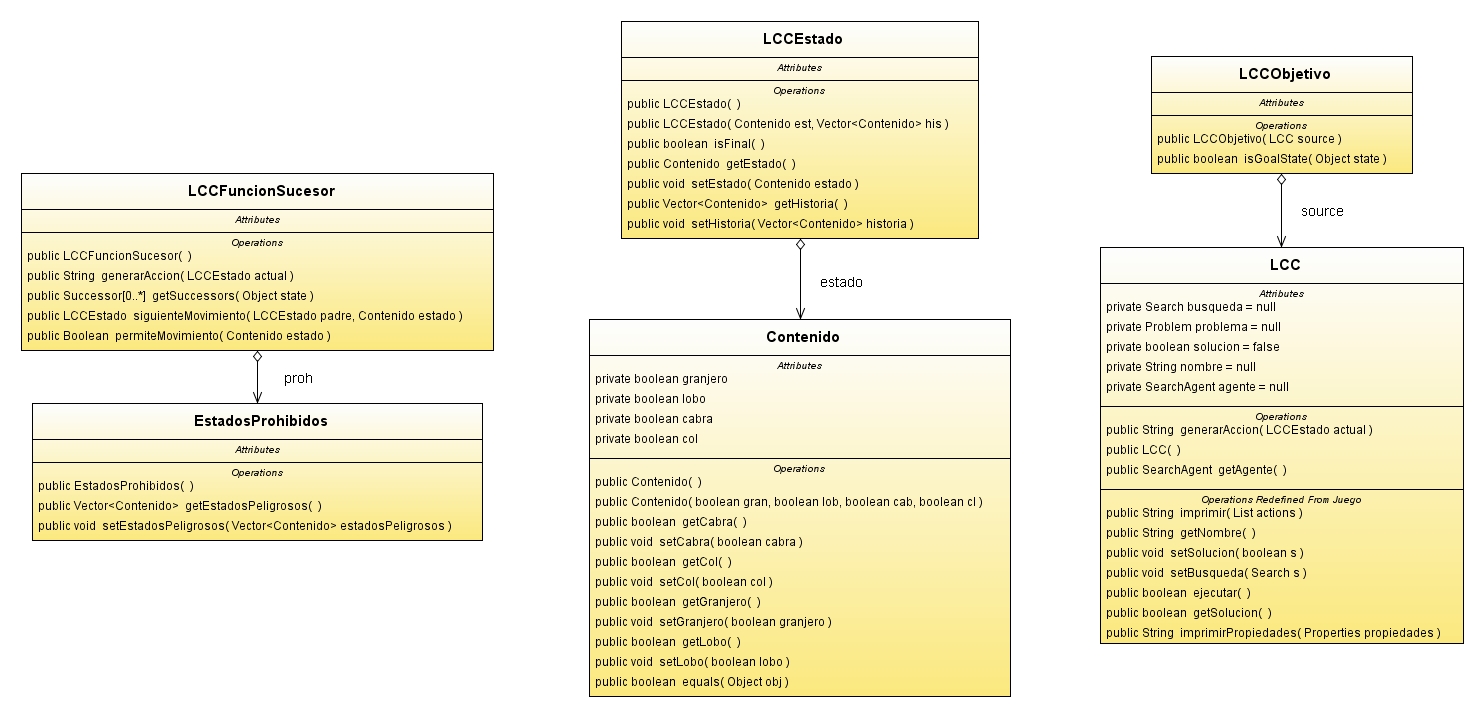 LCCFuncionSucesor
Attributes
Operations
public LCCFuncionSucesor( )
public String generarAccion( LCCEstado actual )
public Successor[0..*] getSuccessors( Object state )
public LCCEstado siguienteMovimiento( LCCEstado padre, Contenido estado )
public Boolean permiteMovimiento( Contenido estado )
proh
EstadosProhibidos
Attributes
Operations
public EstadosProhibidos( )
public Vector<Contenido> getEstadosPeligrosos( )
public void setEstadosPeligrosos( Vector<Contenido> estadosPeligrosos )
LCCEstado
Attributes
Operations
public LCCEstado( )
public LCCEstado( Contenido est, Vector<Contenido> his )
public boolean isFinal( )
public Contenido getEstado( )
public void setEstado( Contenido estado )
public Vector<Contenido> getHistoria( )
public void setHistoria( Vector<Contenido> historia )
estado
Contenido
Attributes
private boolean granjero
private boolean lobo
private boolean cabra
private boolean col
Operations
public Contenido( )
public Contenido( boolean gran, boolean lob, boolean cab, boolean cl )
public boolean getCabra( )
public void setCabra( boolean cabra )
public boolean getCol( )
public void setCol( boolean col )
public boolean getGranjero( )
public void setGranjero( boolean granjero )
public boolean getLobo( )
public void setLobo( boolean lobo )
public boolean equals( Object obj )
LCCObjetivo
Attributes
Operations
public LCCObjetivo( LCC source )
public boolean isGoalState( Object state )
source
LCC
Attributes
private Search busqueda = null
private Problem problema = null
private boolean solucion = false
private String nombre = null
private SearchAgent agente = null
Operations
public String generarAccion( LCCEstado actual )
public LCC( )
public SearchAgent getAgente( )
Operations Redefined From Juego
public String imprimir( List actions )
public String getNombre( )
public void setSolucion( boolean s )
public void setBusqueda( Search s )
public boolean ejecutar( )
public boolean getSolucion( )
public String imprimirPropiedades( Properties propiedades )